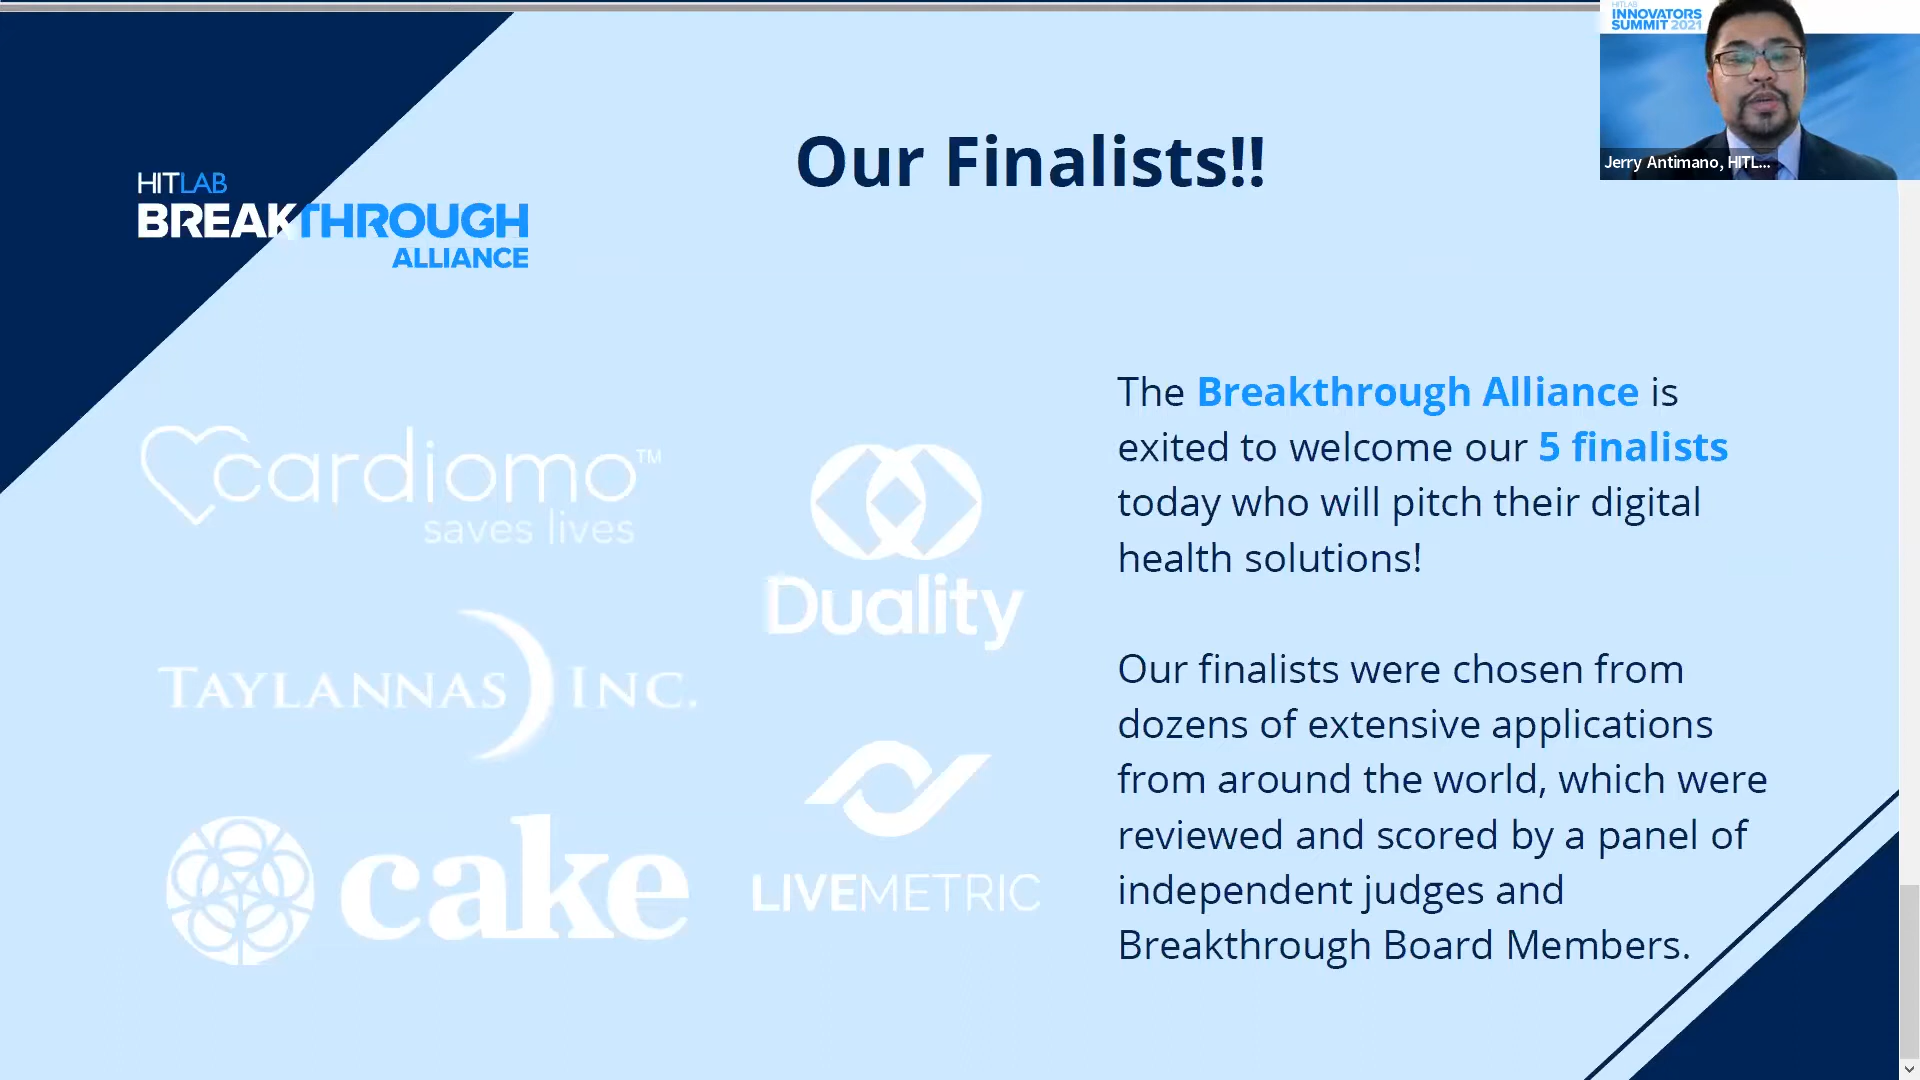 HITLAB
INNOVATORS
SUMMIT 2021
Jerry Antimano, HITL...
Our Finalists!!
HITLAB
BREAKTHROUGH
ALLIANCE
cardiomo™
saves lives
Duality
TAYLANNAS INC.
LIVEMETRIC
cake
The Breakthrough Alliance is
exited to welcome our 5 finalists
today who will pitch their digital
health solutions!
Our finalists were chosen from
dozens of extensive applications
from around the world, which were
reviewed and scored by a panel of
independent judges and
Breakthrough Board Members.